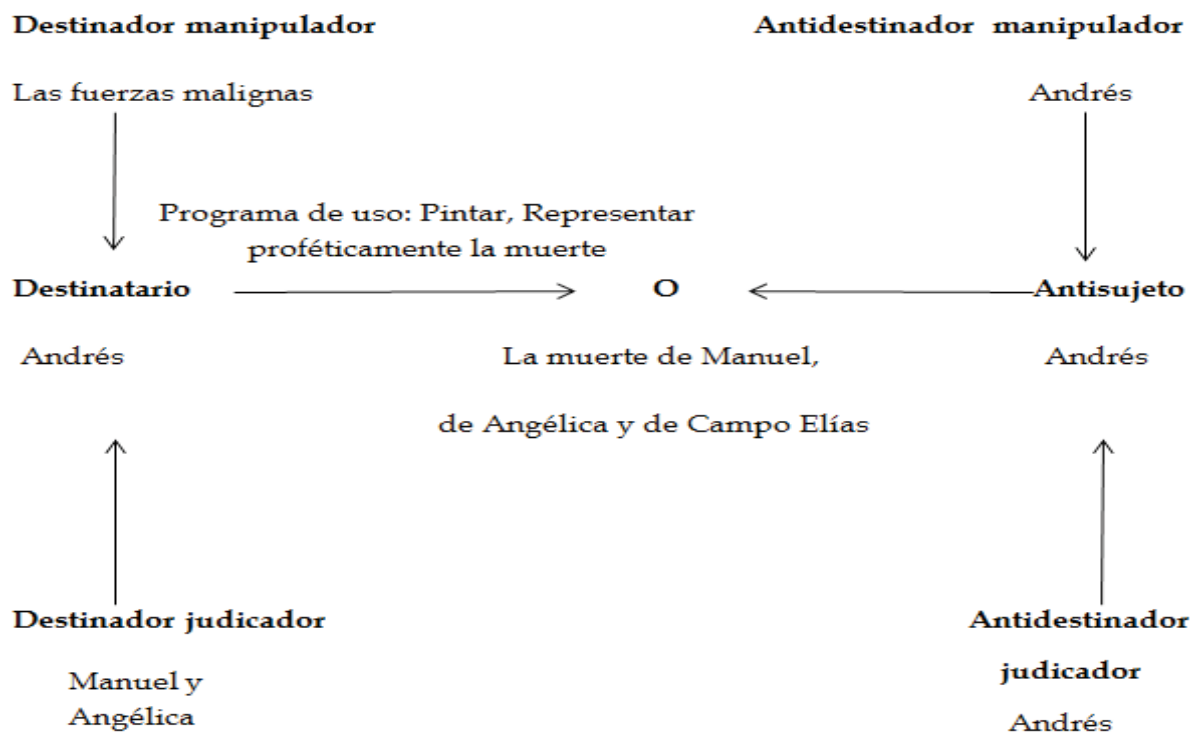 Destinador manipulador
Antidestinador manipulador
Las fuerzas malignas
Andrés
Programa de uso: Pintar, Representar
proféticamente la muerte
Destinatario
O
Antisujeto
Andrés
La muerte de Manuel,
Andrés
de Angélica y de Campo Elías
Destinador judicador
Antidestinador
judicador
Manuel y
Angélica
Andrés